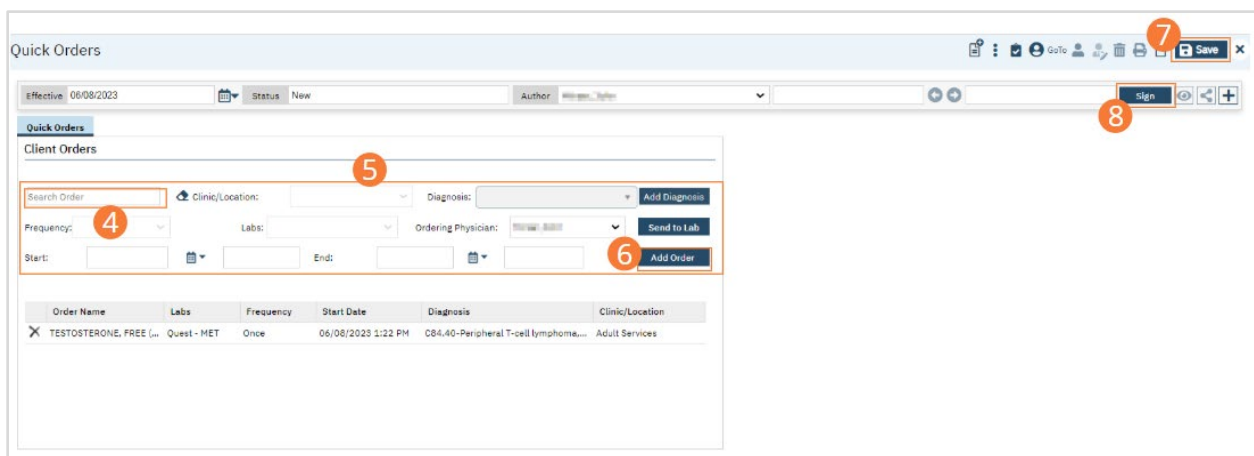 7
Quick Orders GoTo Save X
Effective 06/08/2023 Status New Author Sign
8
Quick Orders
Client Orders
5
Search Order Clinic/Location: Diagnosis: Add Diagnosis
4
Frequency: Labs: Ordering Physician: Send to Lab
Start: End: 6 Add Order
Order Name Labs Frequency Start Date Diagnosis Clinic/Location
TESTOSTERONE, FREE (... Quest - MET Once 06/08/2023 1:22 PM C84.40-Peripheral T-cell lymphoma,... Adult Services